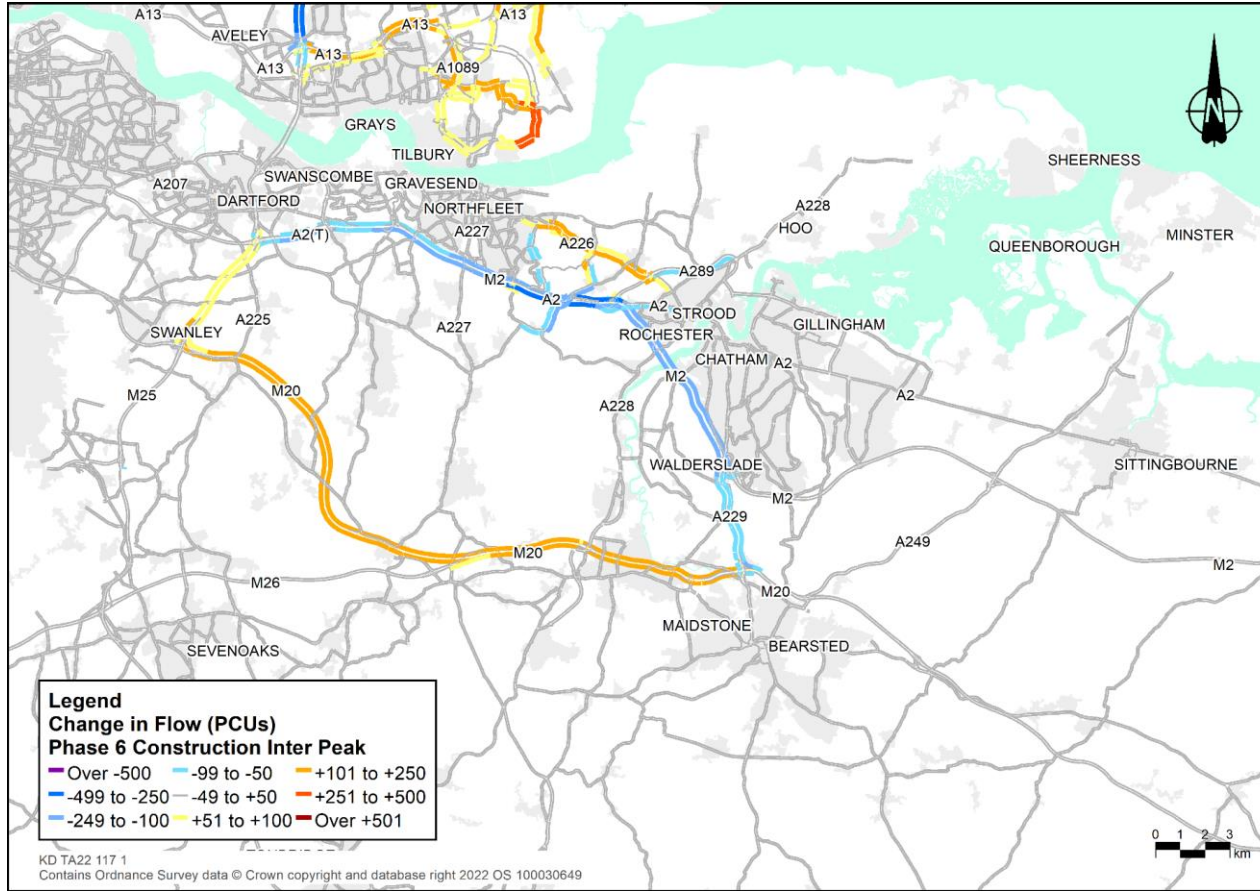 A13
A13
A13
AVELEY
A13
A13
A1089
GRAYS
TILBURY
SWANSCOMBE
A207
GRAVESEND
DARTFORD
NORTHFLEET
A2(T)
A227
A226
A228
HOO
SHEERNESS
QUEENBOROUGH
MINSTER
M2
A289
A2
A2
STROOD
SWANLEY
A225
A227
ROCHESTER
GILLINGHAM
CHATHAM
A2
M2
A2
M25
M20
A228
WALDERSLADE
SITTINGBOURNE
M2
A229
A249
M20
M2
M26
M20
MAIDSTONE
BEARSTED
SEVENOAKS
Legend
Change in Flow (PCUs)
Phase 6 Construction Inter Peak
Over -500
-99 to -50
+101 to +250
-499 to -250
-49 to +50
+251 to +500
-249 to -100
+51 to +100
Over +501
N
0 1 2 3
km
KD TA22 117 1
Contains Ordnance Survey data © Crown copyright and database right 2022 OS 100030649